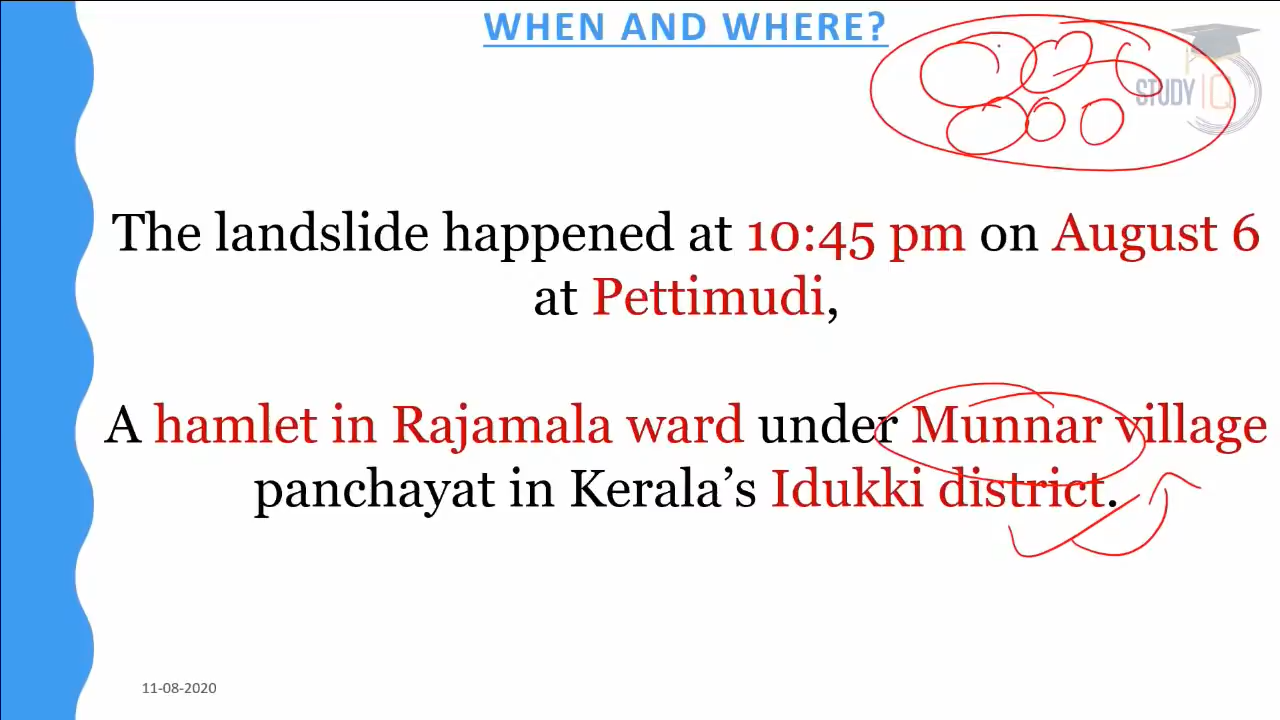 WHEN AND WHERE?
STUDY IQ
The landslide happened at 10:45 pm on August 6
at Pettimudi,
A hamlet in Rajamala ward under Munnar village
panchayat in Kerala’s Idukki district.
11-08-2020